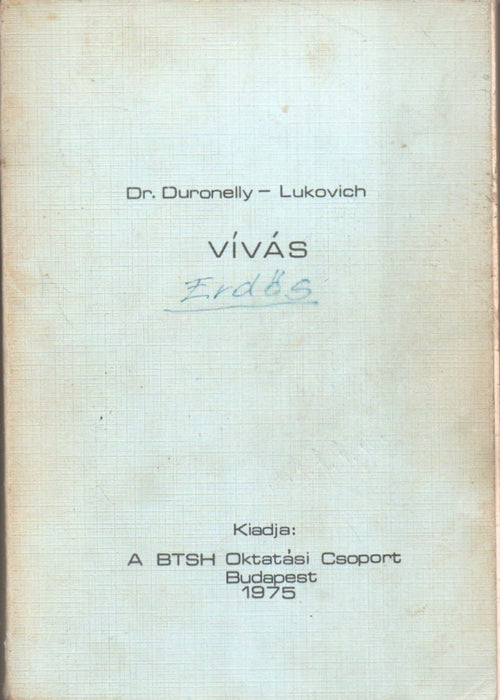 Dr. Duronelly - Lukovich
VÍVÁS
Erdős
Kiadja:
A BTSH Oktatási Csoport
Budapest
1975